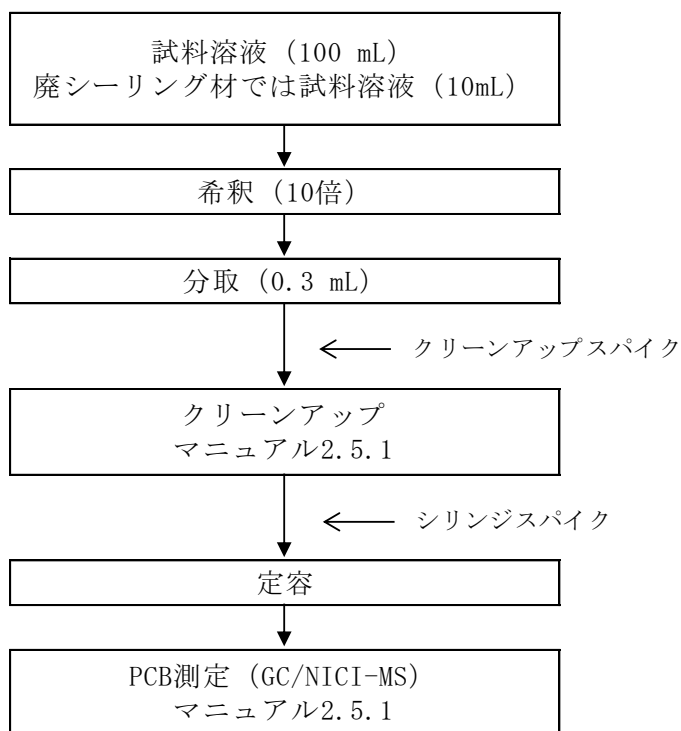 試料溶液 (100 mL)
廃シーリング材では試料溶液 (10mL)
希釈 (10倍)
分取 (0.3 mL)
クリーンアップスパイク
クリーンアップ
マニュアル2.5.1
シリンジスパイク
定容
PCB測定 (GC/NICI-MS)
マニュアル2.5.1